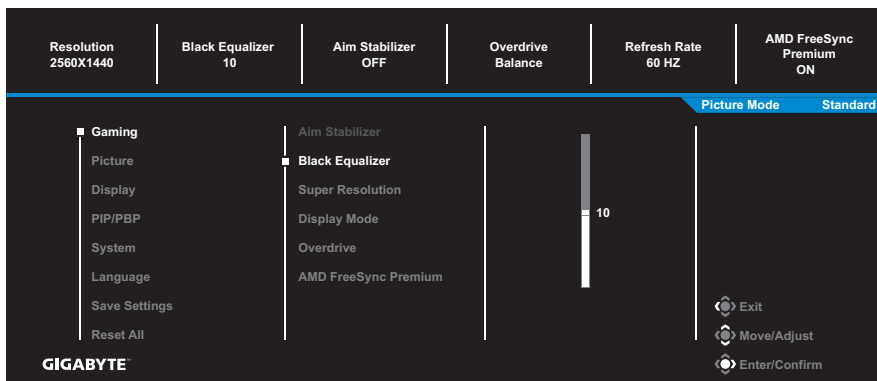 Resolution
2560X1440
Black Equalizer
10
Aim Stabilizer
OFF
Overdrive
Balance
Refresh Rate
60 HZ
AMD FreeSync
Premium
ON
Picture Mode Standard
Gaming
Picture
Display
PIP/PBP
System
Language
Save Settings
Reset All
Aim Stabilizer
Black Equalizer
Super Resolution
Display Mode
Overdrive
AMD FreeSync Premium
10
Exit
Move/Adjust
Enter/Confirm
GIGABYTE™